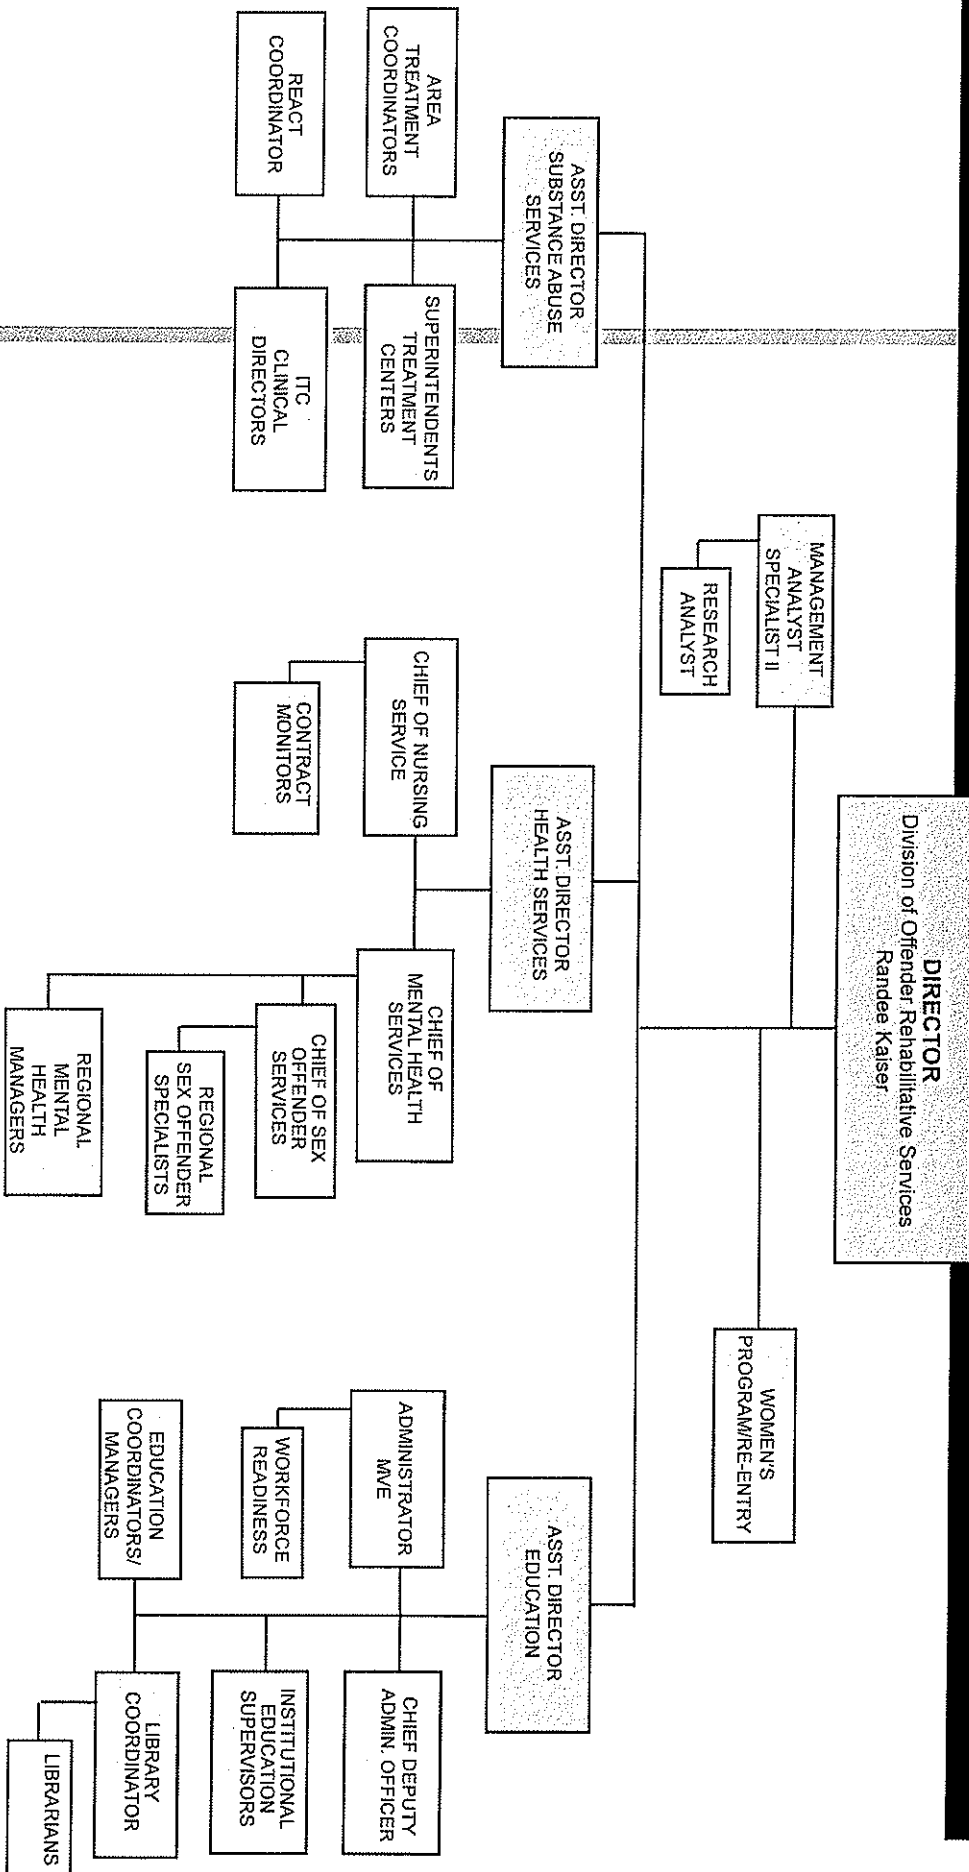 DIRECTOR
Division of Offender Rehabilitative Services
Randee Kaiser
MANAGEMENT
ANALYST
SPECIALIST II
RESEARCH
ANALYST
WOMEN'S
PROGRAM/RE-ENTRY
ASST. DIRECTOR
SUBSTANCE ABUSE
SERVICES
AREA
TREATMENT
COORDINATORS
SUPERINTENDENTS
TREATMENT
CENTERS
REACT
COORDINATOR
ITC
CLINICAL
DIRECTORS
ASST. DIRECTOR
HEALTH SERVICES
CHIEF OF NURSING
SERVICE
CONTRACT
MONITORS
CHIEF OF
MENTAL HEALTH
SERVICES
CHIEF OF SEX
OFFENDER
SERVICES
REGIONAL
SEX OFFENDER
SPECIALISTS
REGIONAL
MENTAL
HEALTH
MANAGERS
ASST. DIRECTOR
EDUCATION
ADMINISTRATOR
MVE
WORKFORCE
READINESS
CHIEF DEPUTY
ADMIN. OFFICER
INSTITUTIONAL
EDUCATION
SUPERVISORS
EDUCATION
COORDINATORS/
MANAGERS
LIBRARY
COORDINATOR
LIBRARIANS